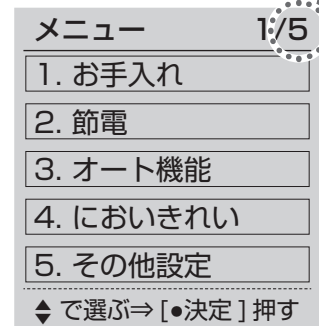 メニュー 1/5
1. お手入れ
2. 節電
3. オート機能
4. においきれい
5. その他設定
◆で選ぶ⇒[●決定]押す